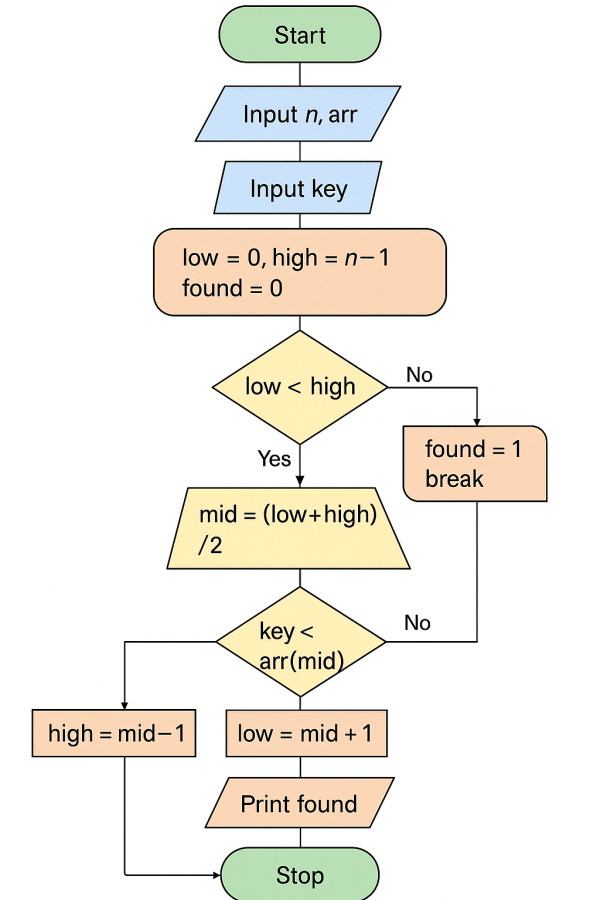 Start
Input n, arr
Input key
low = 0, high = n−1
found = 0
low < high
No
found = 1
break
Yes
mid = (low+high)
/2
key <
arr(mid)
No
high = mid−1
low = mid + 1
Print found
Stop